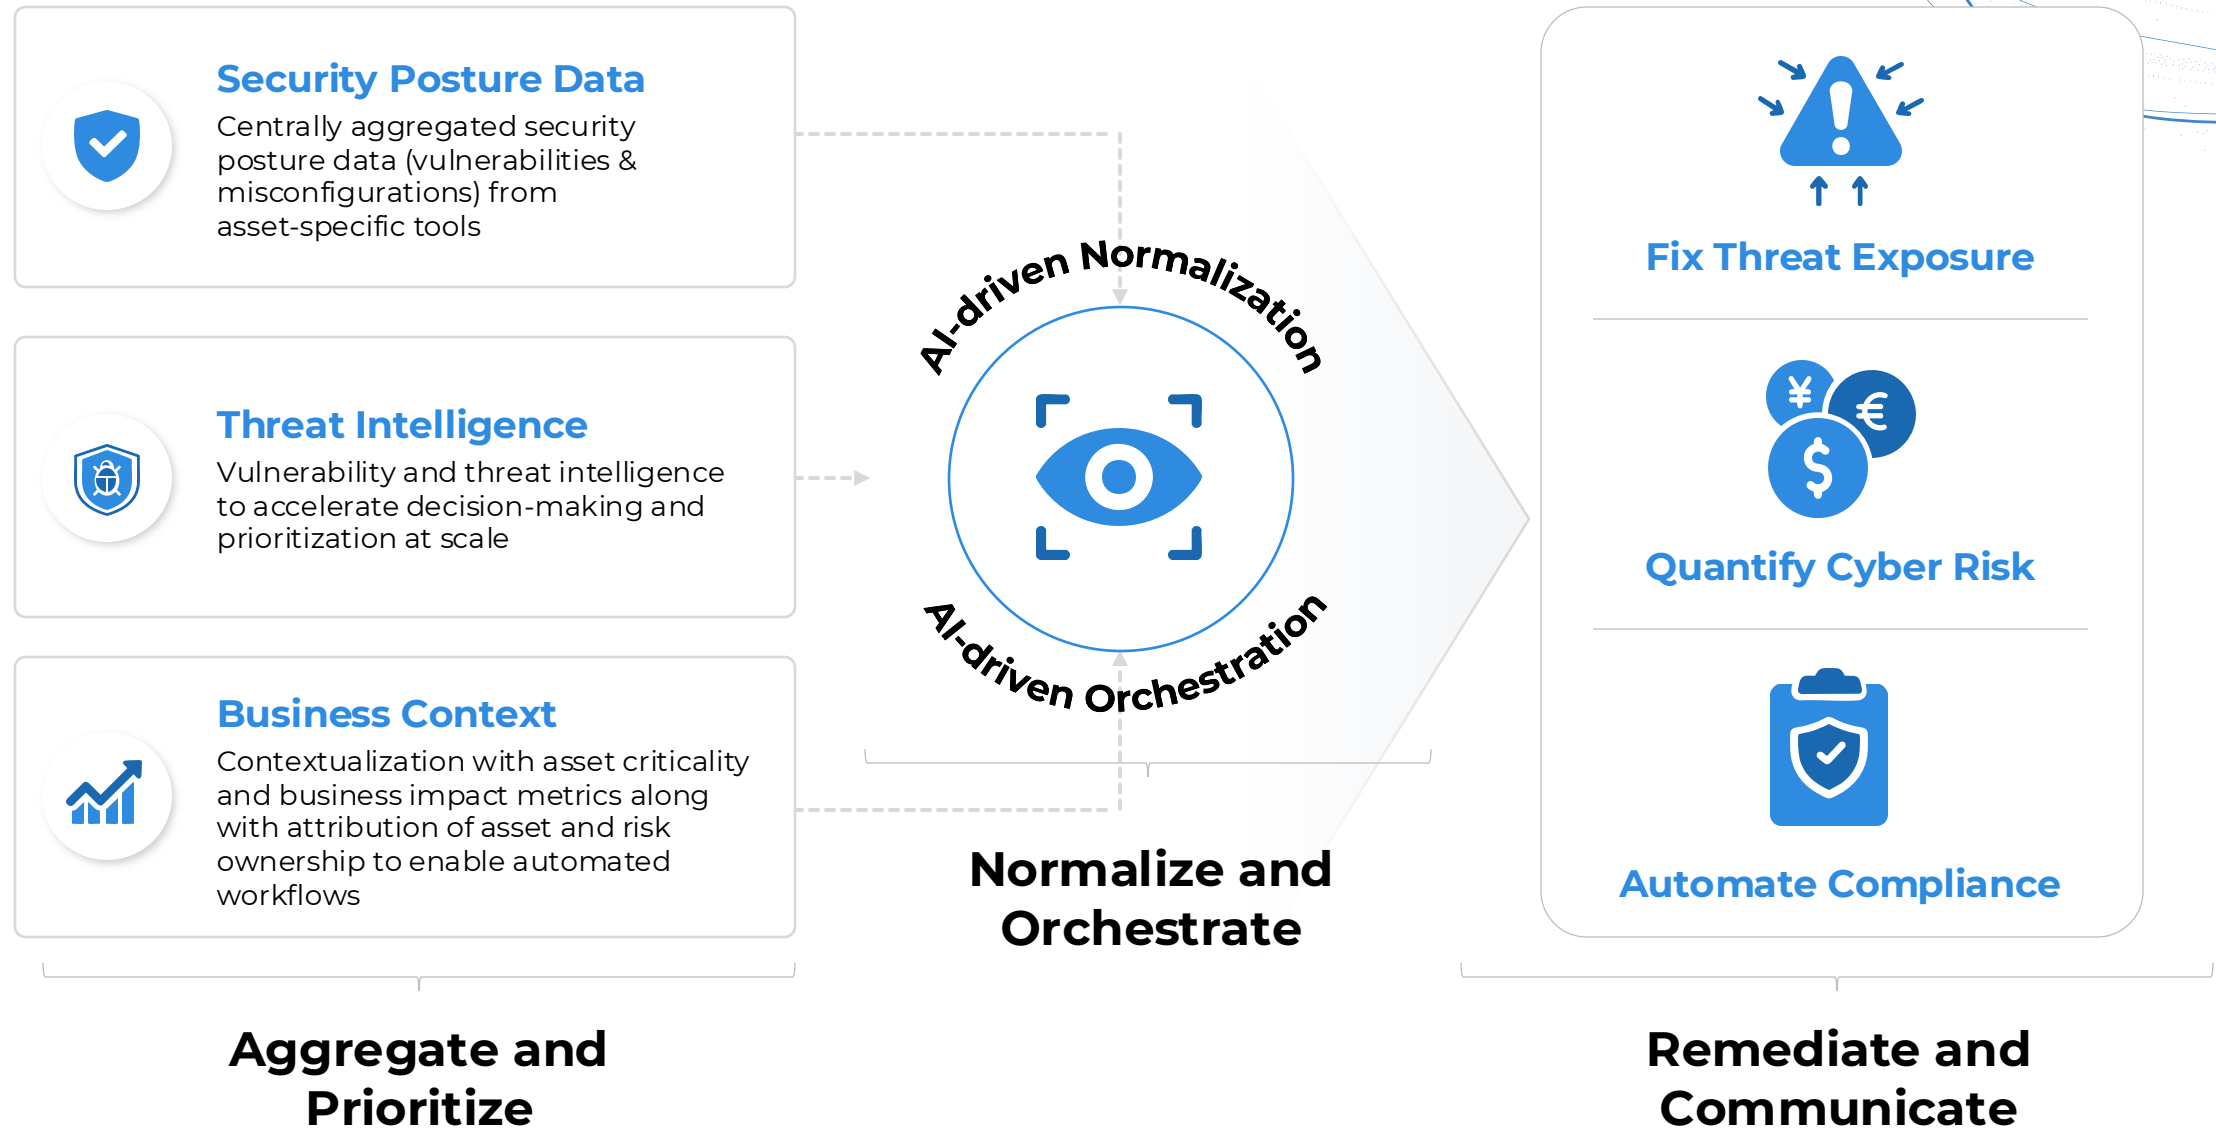 Security Posture Data
Centrally aggregated security
posture data (vulnerabilities &
misconfigurations) from
asset-specific tools
Threat Intelligence
Vulnerability and threat intelligence
to accelerate decision-making and
prioritization at scale
Business Context
Contextualization with asset criticality
and business impact metrics along
with attribution of asset and risk
ownership to enable automated
workflows
Aggregate and
Prioritize
AI-driven Normalization
AI-driven Orchestration
Normalize and
Orchestrate
Fix Threat Exposure
¥
€
$
Quantify Cyber Risk
Automate Compliance
Remediate and
Communicate